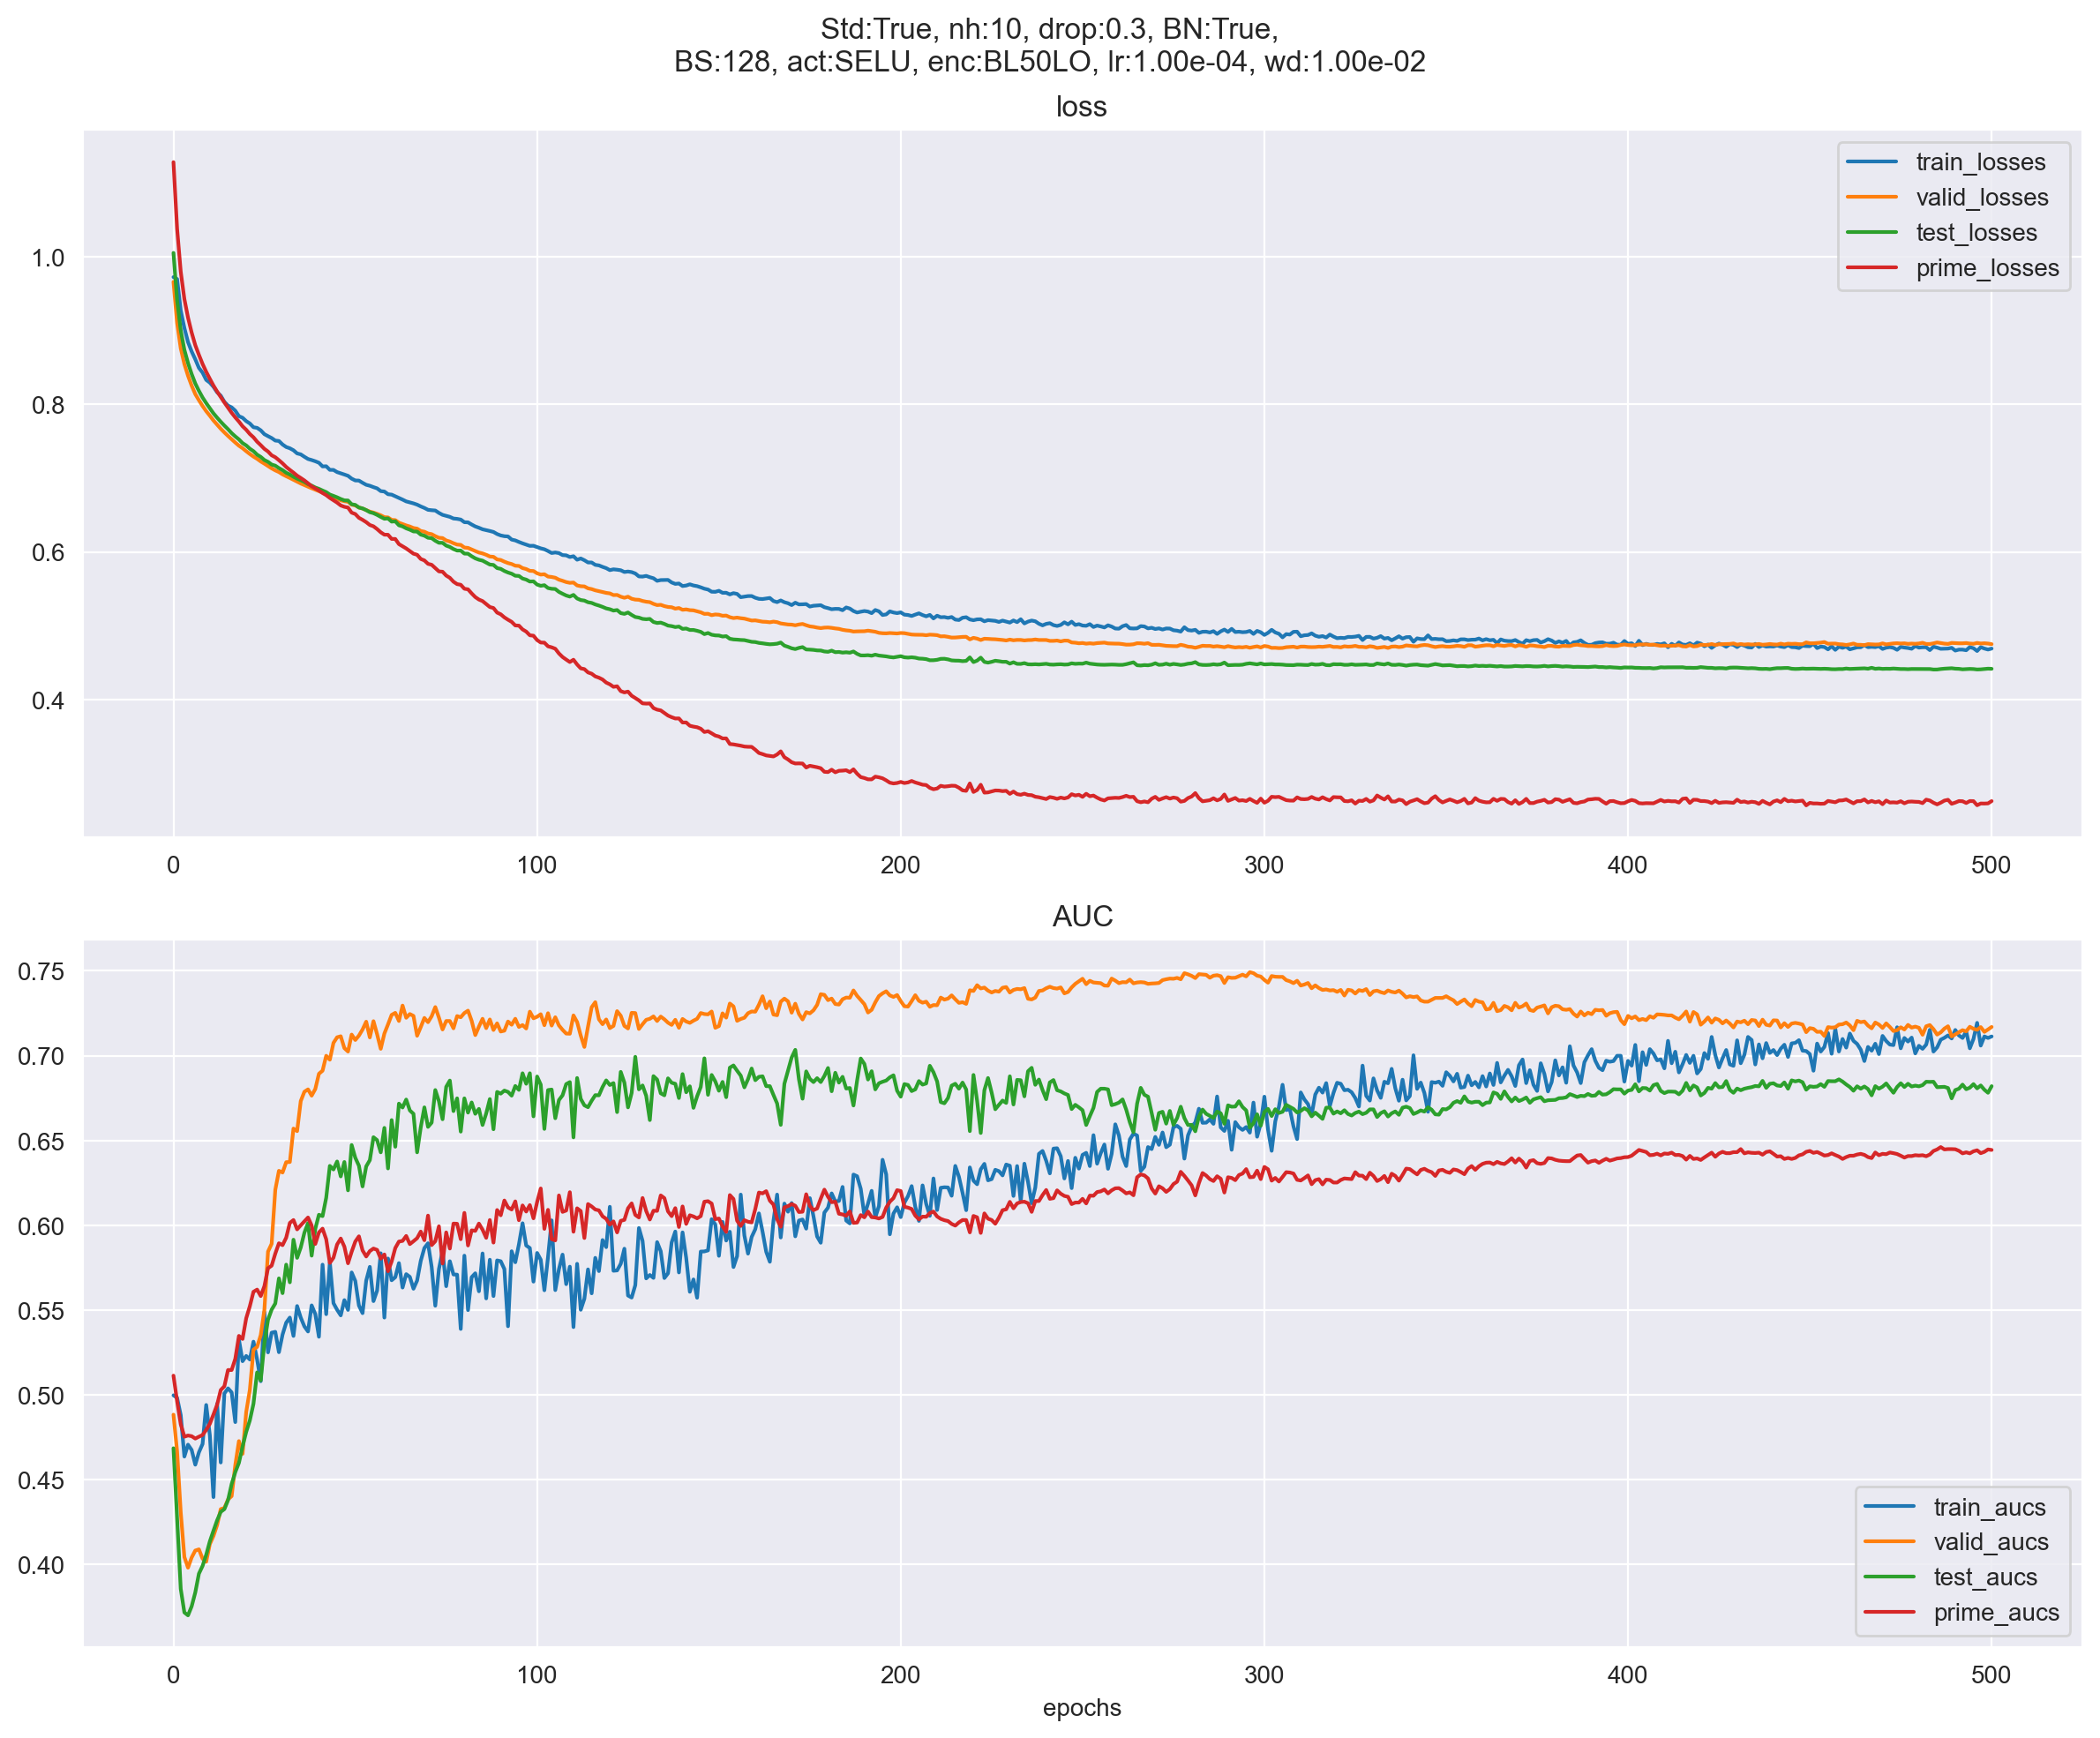 Std:True, nh:10, drop:0.3, BN:True,
BS:128, act:SELU, enc:BL50LO, lr:1.00e-04, wd:1.00e-02
loss
train_losses
valid_losses
test_losses
prime_losses
1.0
0.8
0.6
0.4
0 100 200 300 400 500
AUC
0.75
0.70
0.65
0.60
0.55
0.50
0.45
0.40
train_aucs
valid_aucs
test_aucs
prime_aucs
0 100 200 300 400 500
epochs